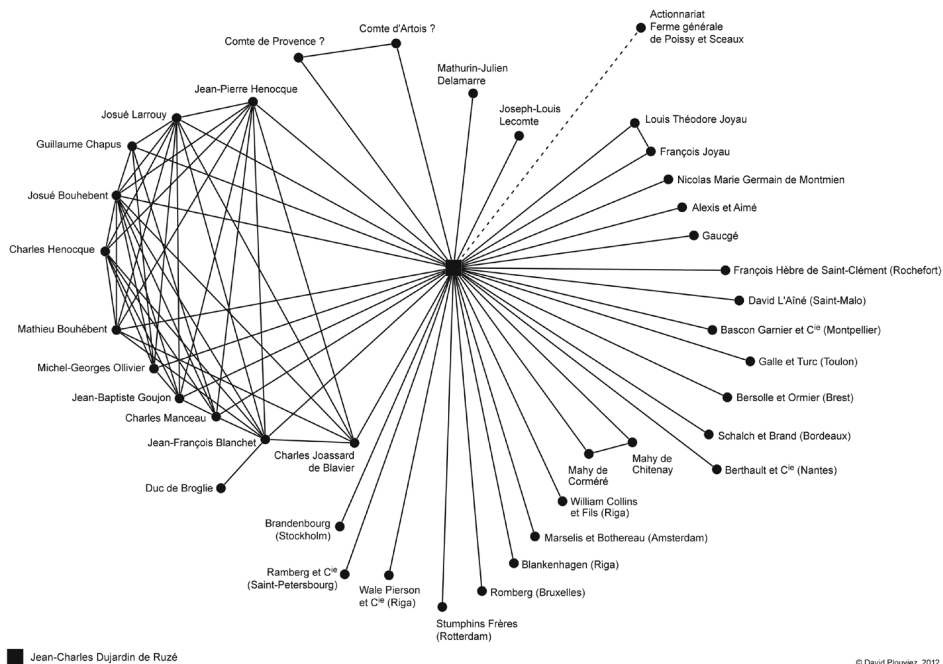 Actionnariat
Ferme générale
de Poissy et Sceaux
Comte d'Artois ?
Comte de Provence ?
Mathurin-Julien
Delamarre
Jean-Pierre Henocque
Joseph-Louis
Lecomte
Josué Larrouy
Louis Théodore Joyau
Guillaume Chapus
François Joyau
Nicolas Marie Germain de Montmien
Josué Bouhebent
Alexis et Aimé
Gaucgé
Charles Henocque
François Hèbre de Saint-Clément (Rochefort)
David L'Aîné (Saint-Malo)
Mathieu Bouhébent
Bascon Garnier et Cie (Montpellier)
Galle et Turc (Toulon)
Michel-Georges Ollivier
Jean-Baptiste Goujon
Bersolle et Ormier (Brest)
Charles Manceau
Schalch et Brand (Bordeaux)
Jean-François Blanchet
Charles Joassard
de Blavier
Mahy de
Chitenay
Mahy de
Corméré
Berthault et Cie (Nantes)
Duc de Broglie
William Collins
et Fils (Riga)
Brandenbourg
(Stockholm)
Marselis et Bothereau (Amsterdam)
Blankenhagen (Riga)
Ramberg et Cie
(Saint-Petersbourg)
Wale Pierson
et Cie (Riga)
Romberg (Bruxelles)
Stumphins Frères
(Rotterdam)
Jean-Charles Dujardin de Ruzé
© David Plouviez, 2012